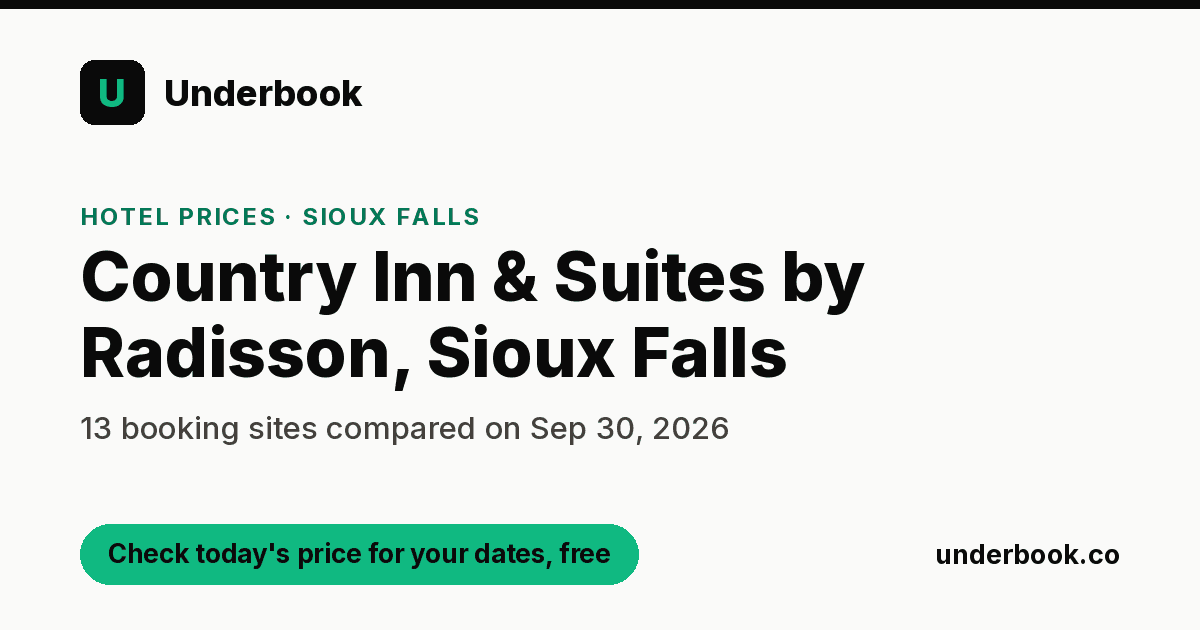 U Underbook
HOTEL PRICES · SIOUX FALLS
Country Inn & Suites by
Radisson, Sioux Falls
13 booking sites compared on Sep 30, 2026
Check today's price for your dates, free
underbook.co